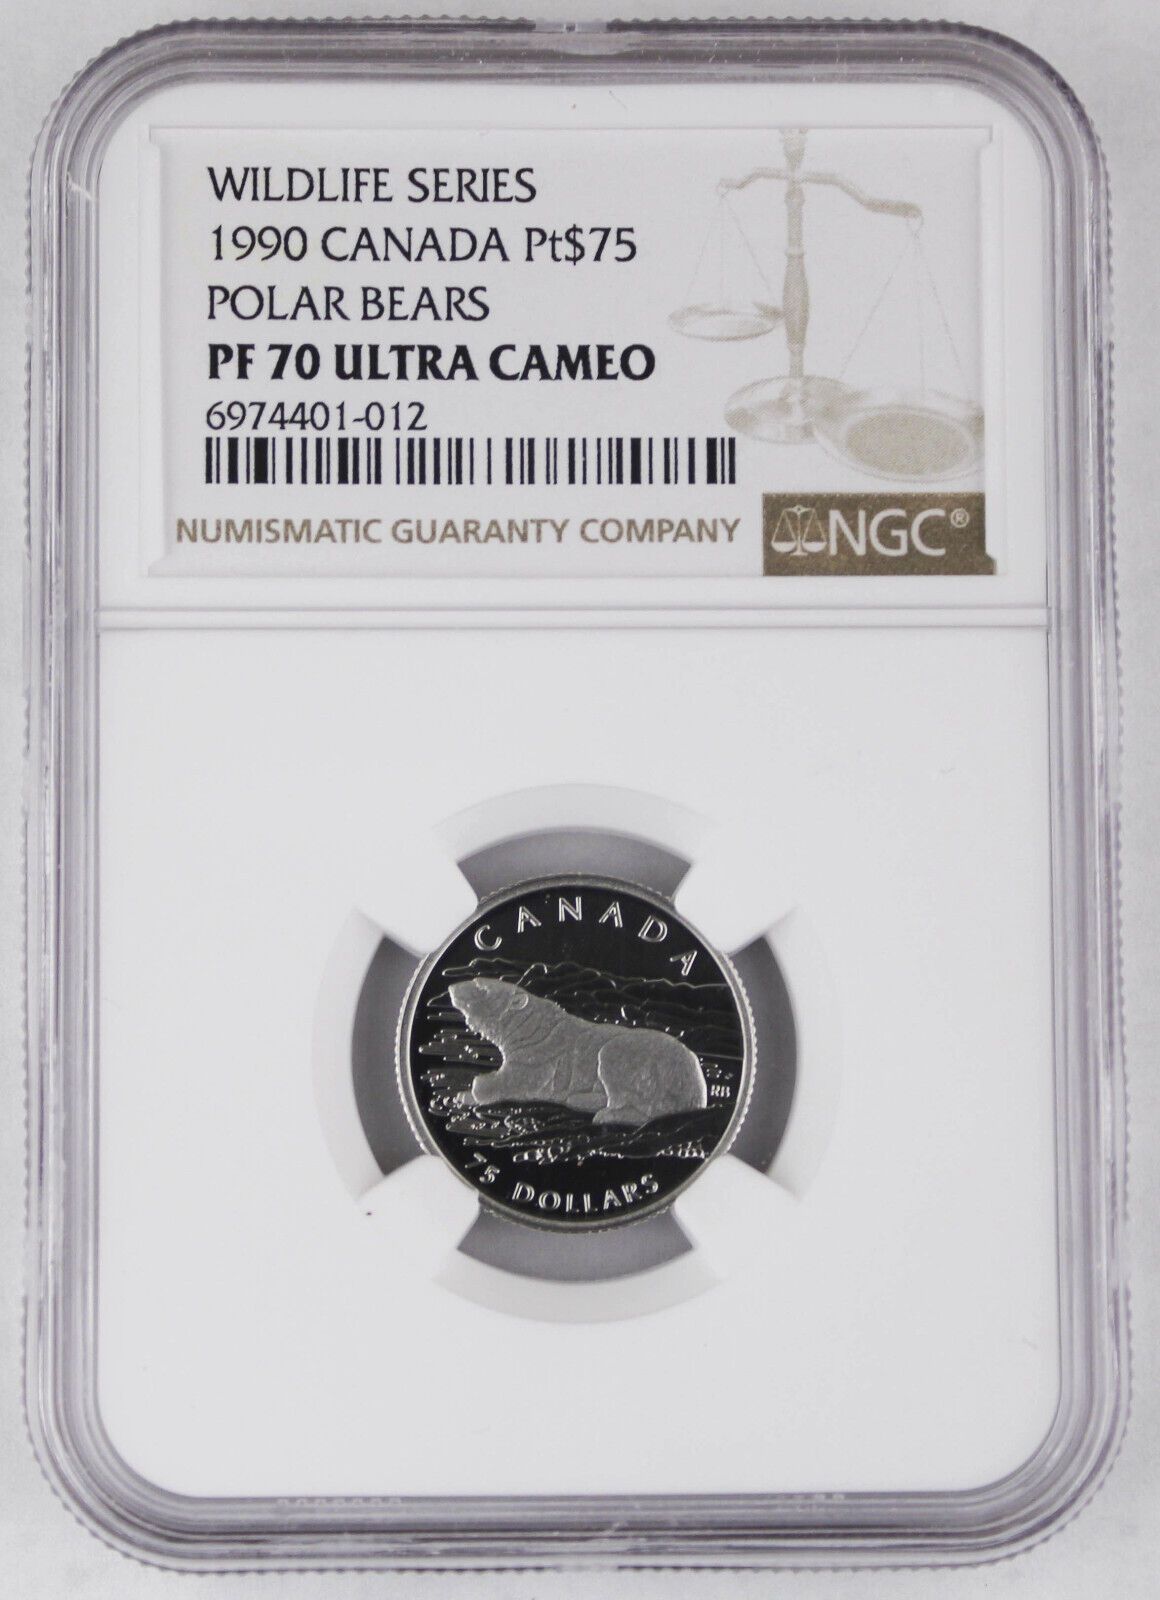 WILDLIFE SERIES
1990 CANADA Pt$75
POLAR BEARS
PF 70 ULTRA CAMEO
6974401-012
NUMISMATIC GUARANTY COMPANY
NGC®
CANADA
RB
75 DOLLARS